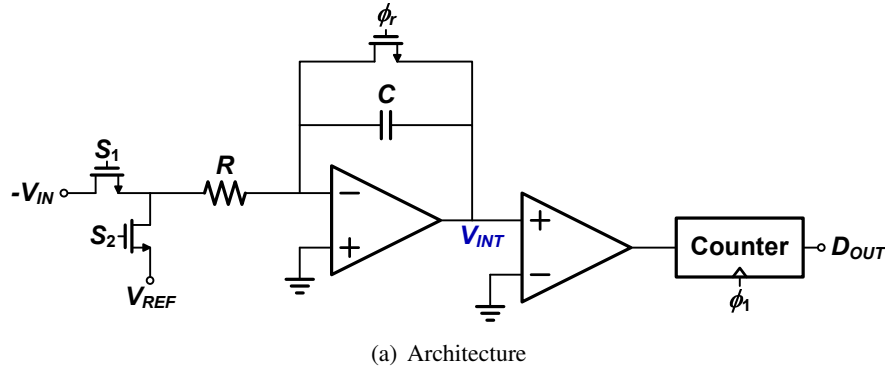 ϕr
C
S1
R
-VIN
S2
VREF
−
+
VINT
+
−
Counter
DOUT
ϕ1
(a) Architecture